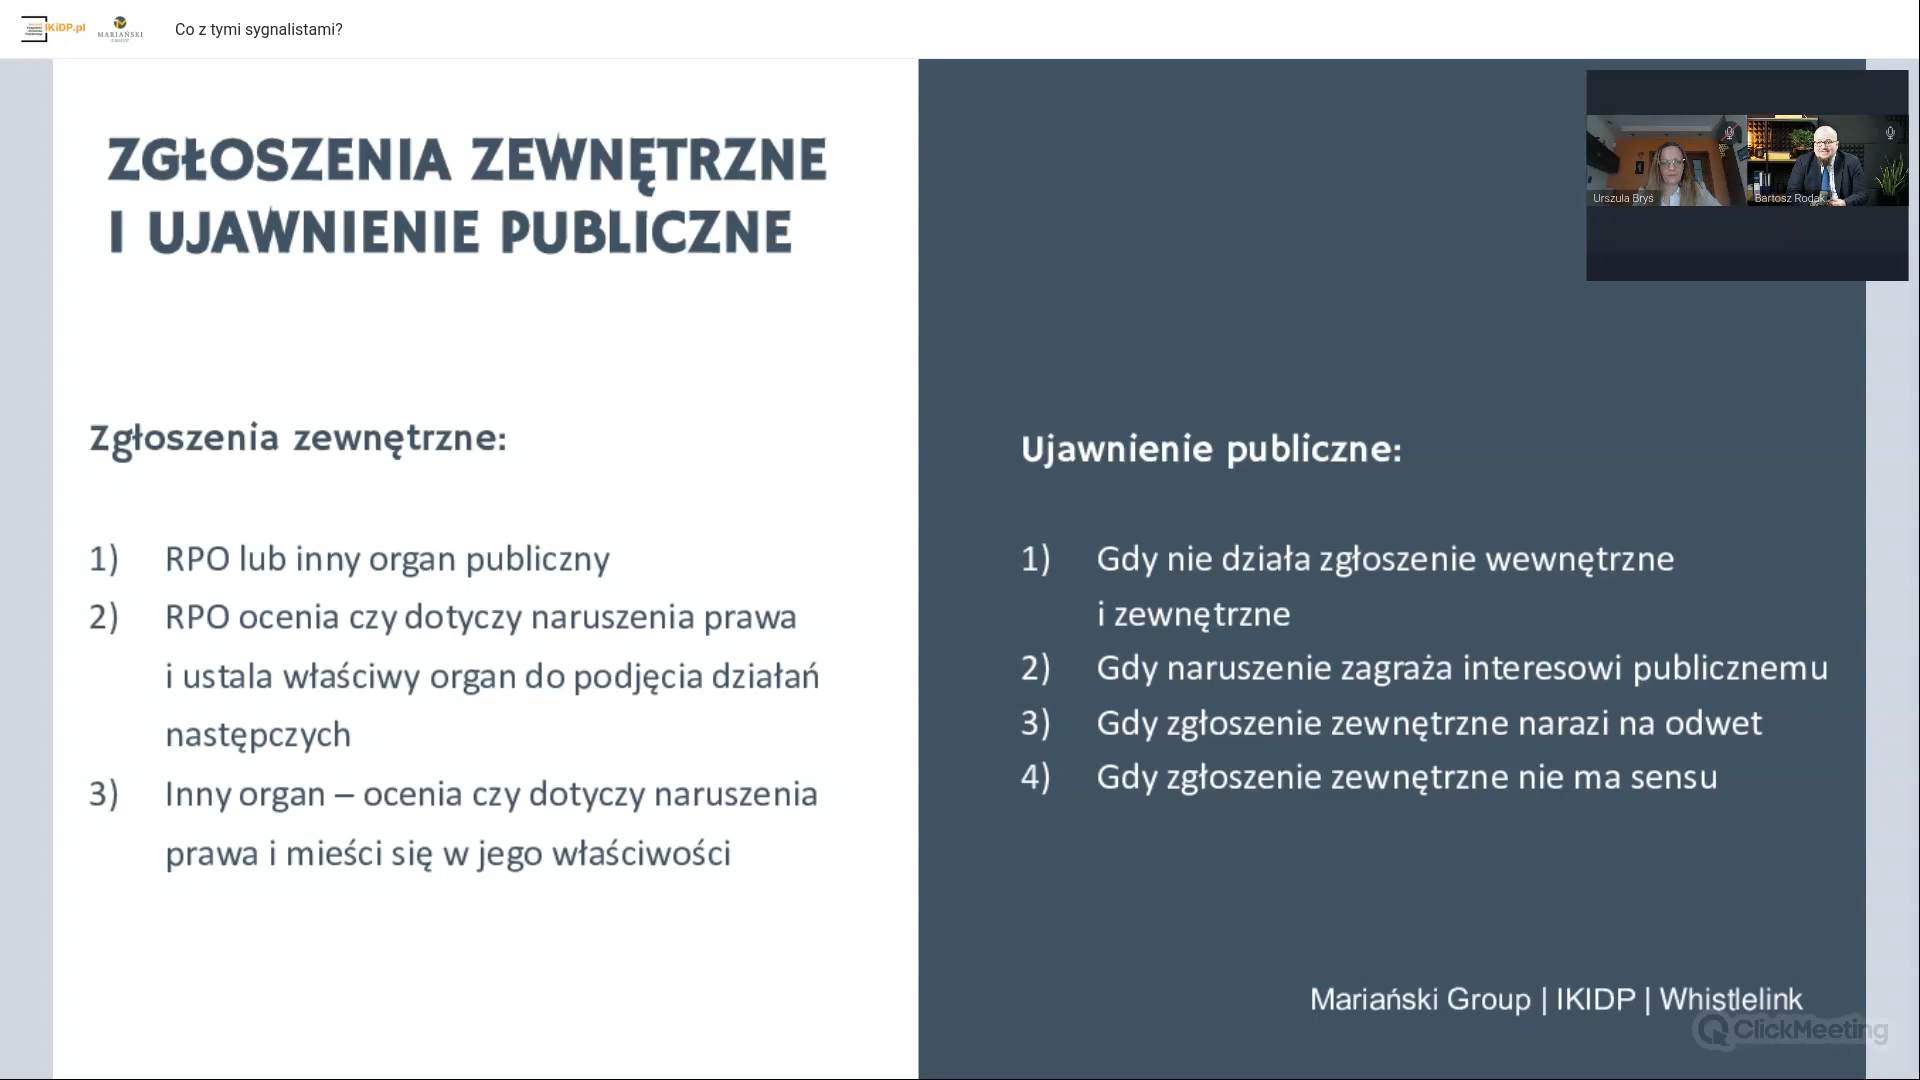 IKiDP.pl
MARIAŃSKI
GROUP
Co z tymi sygnalistami?
ZGŁOSZENIA ZEWNĘTRZNE
I UJAWNIENIE PUBLICZNE
Urszula Bryś
Bartosz Rodak
Zgłoszenia zewnętrzne:
1) RPO lub inny organ publiczny
2) RPO ocenia czy dotyczy naruszenia prawa
i ustala właściwy organ do podjęcia działań
następczych
3) Inny organ – ocenia czy dotyczy naruszenia
prawa i mieści się w jego właściwości
Ujawnienie publiczne:
1) Gdy nie działa zgłoszenie wewnętrzne
i zewnętrzne
2) Gdy naruszenie zagraża interesowi publicznemu
3) Gdy zgłoszenie zewnętrzne narazi na odwet
4) Gdy zgłoszenie zewnętrzne nie ma sensu
Mariański Group | IKIDP | Whistlelink
ClickMeeting